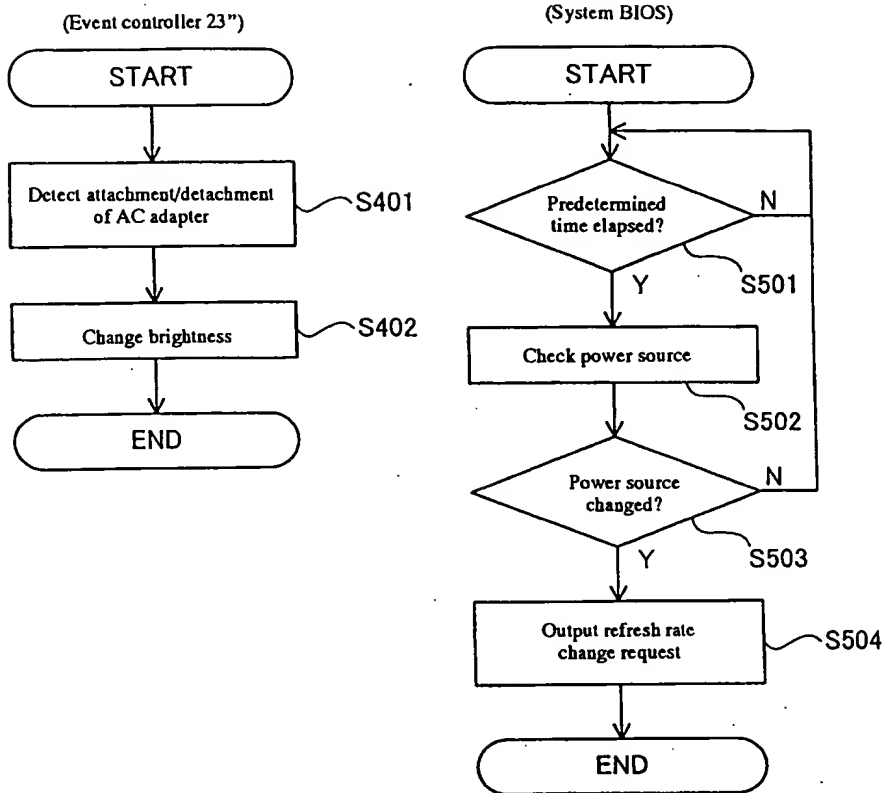 (Event controller 23")
START
Detect attachment/detachment
of AC adapter
S401
Change brightness
S402
END
(System BIOS)
START
Predetermined
time elapsed?
N
S501
Y
Check power source
S502
Power source
changed?
N
S503
Y
Output refresh rate
change request
S504
END